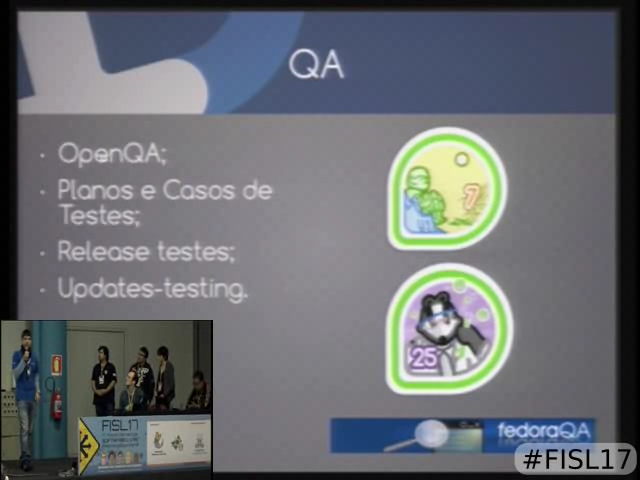 QA
OpenQA;
Planos e Casos de
Testes;
Release testes;
Updates-testing.
7
25
FISL17
fedoraQA
#FISL17